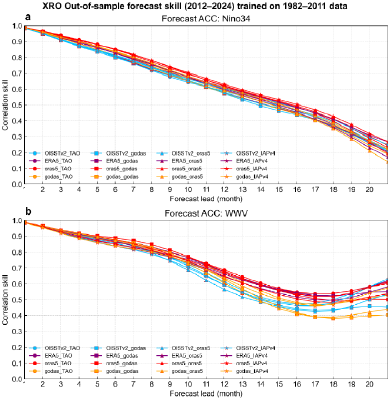 XRO Out-of-sample forecast skill (2012–2024) trained on 1982–2011 data
a
Forecast ACC: Nino34
Correlation skill
1.0
0.9
0.8
0.7
0.6
0.5
0.4
0.3
0.2
0.1
0.0
OISSTv2_TAO OISSTv2_godas OISSTv2_oras5 OISSTv2_IAPv4
ERA5_TAO ERA5_godas ERA5_oras5 ERA5_IAPv4
oras5_TAO oras5_godas oras5_oras5 oras5_IAPv4
godas_TAO godas_godas godas_oras5 godas_IAPv4
2 3 4 5 6 7 8 9 10 11 12 13 14 15 16 17 18 19 20
Forecast lead (month)
b
Forecast ACC: WWV
Correlation skill
1.0
0.9
0.8
0.7
0.6
0.5
0.4
0.3
0.2
0.1
0.0
OISSTv2_TAO OISSTv2_godas OISSTv2_oras5 OISSTv2_IAPv4
ERA5_TAO ERA5_godas ERA5_oras5 ERA5_IAPv4
oras5_TAO oras5_godas oras5_oras5 oras5_IAPv4
godas_TAO godas_godas godas_oras5 godas_IAPv4
2 3 4 5 6 7 8 9 10 11 12 13 14 15 16 17 18 19 20
Forecast lead (month)